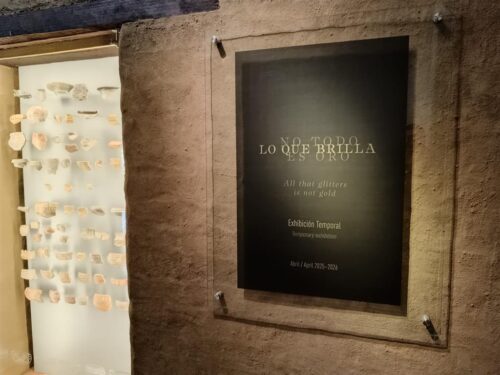 NO TODO
LO QUE BRILLA
ES ORO
All that glitters
is not gold
Exhibición Temporal
Temporary exhibition
Abril / April 2025-2026